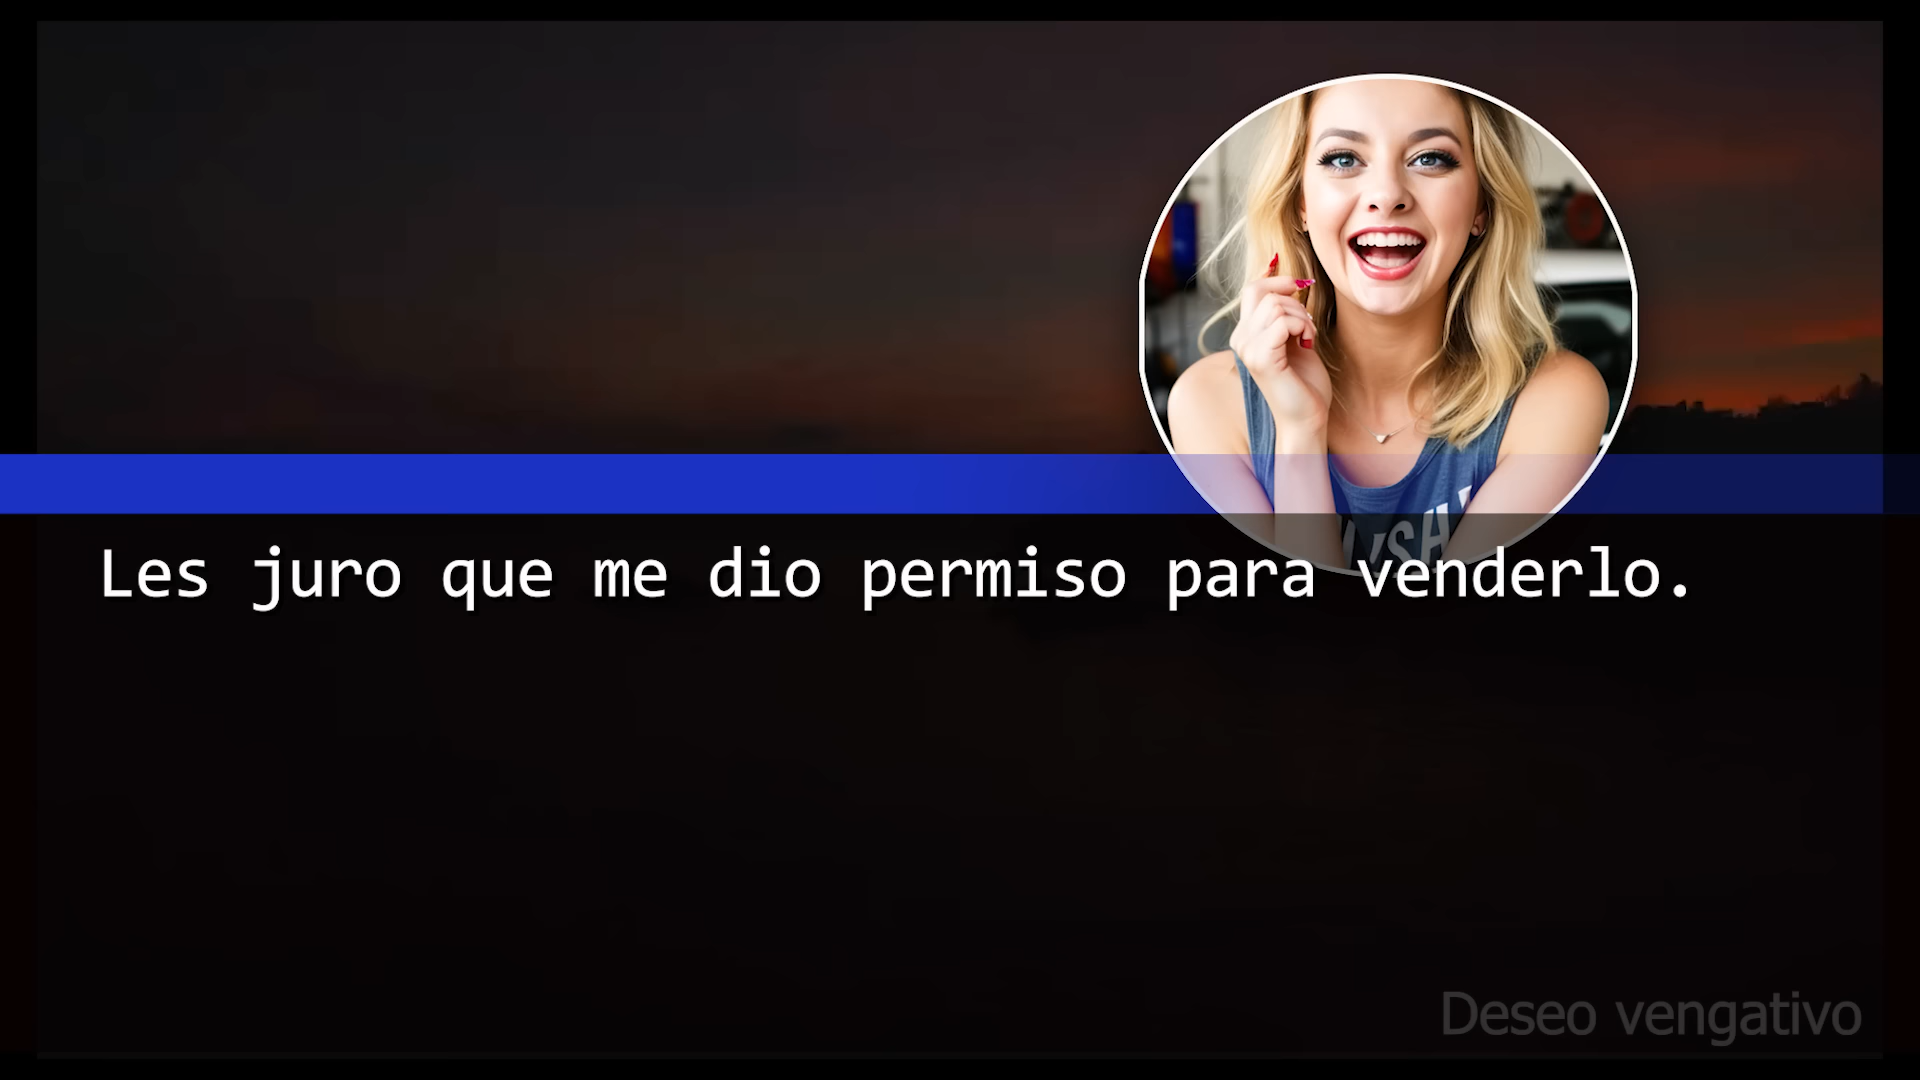 Les juro que me dio permiso para venderlo.
Deseo vengativo